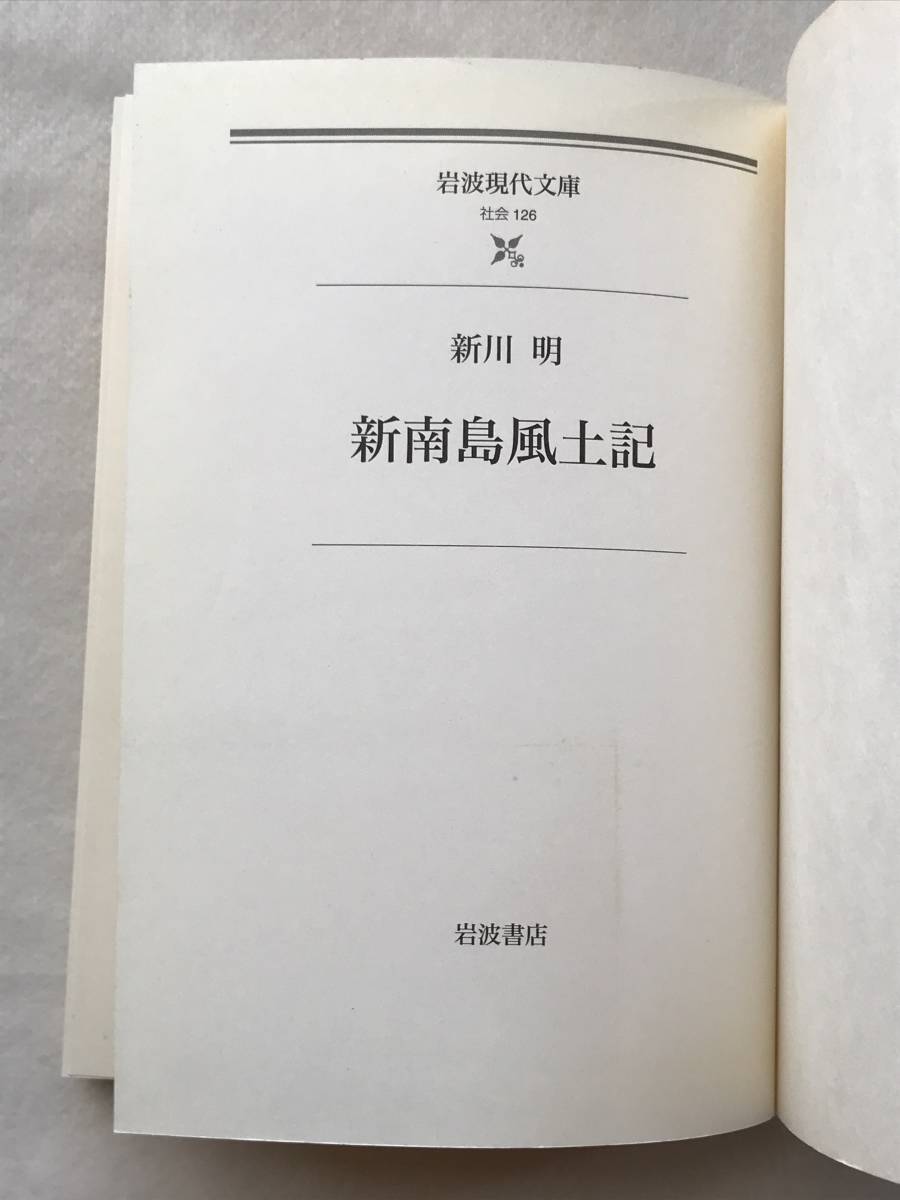 岩波現代文庫
社会 126
新川 明
新南島風土記
岩波書店